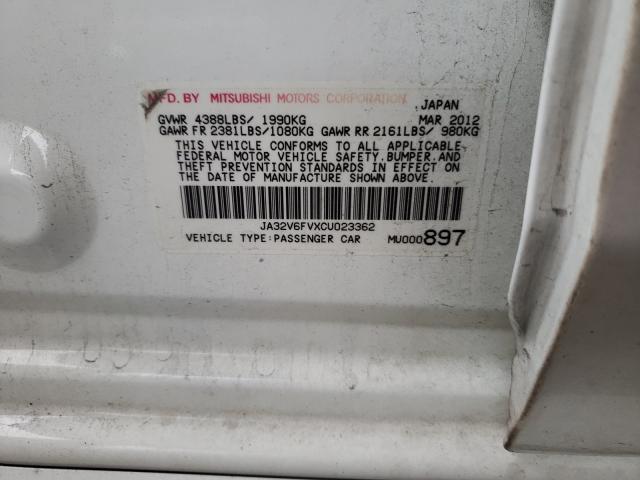 MFD. BY MITSUBISHI MOTORS CORPORATION JAPAN
GVWR 4388LBS/ 1990KG MAR 2012
GAWR FR 2381LBS/1080KG GAWR RR 2161LBS/ 980KG
THIS VEHICLE CONFORMS TO ALL APPLICABLE
FEDERAL MOTOR VEHICLE SAFETY, BUMPER, AND
THEFT PREVENTION STANDARDS IN EFFECT ON
THE DATE OF MANUFACTURE SHOWN ABOVE.
JA32V6FVXCU023362
VEHICLE TYPE:PASSENGER CAR MU000897